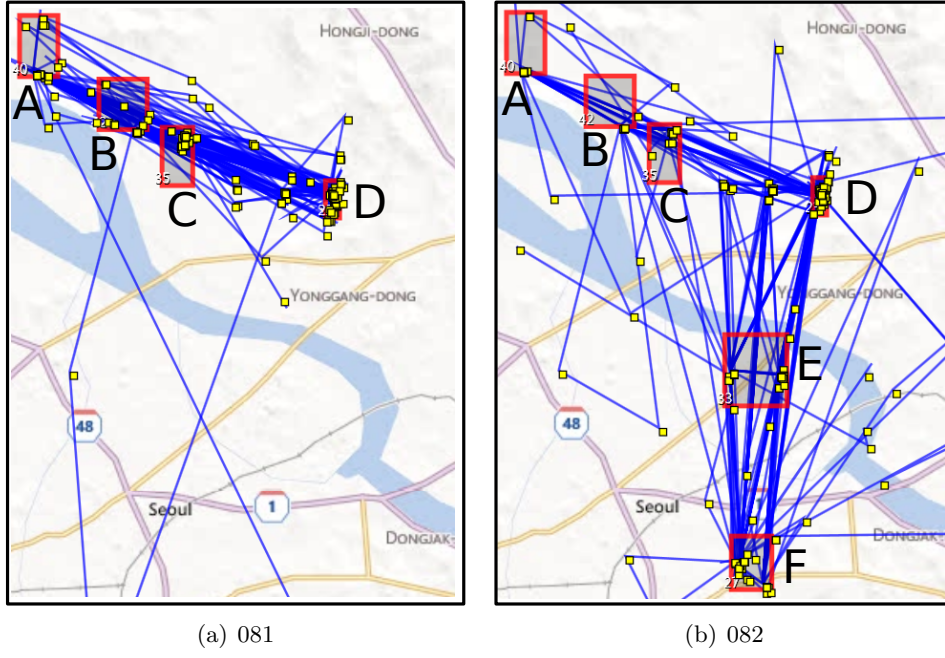 HONGJI-DONG
40
A
B
35
C
D
YONGGANG-DONG
48
Seoul
1
DONGJAK-
(a) 081
HONGJI-DONG
40
A
42
B
35
C
D
YONGGANG-DONG
E
33
48
Seoul
1
DONGJAK-
F
27
(b) 082